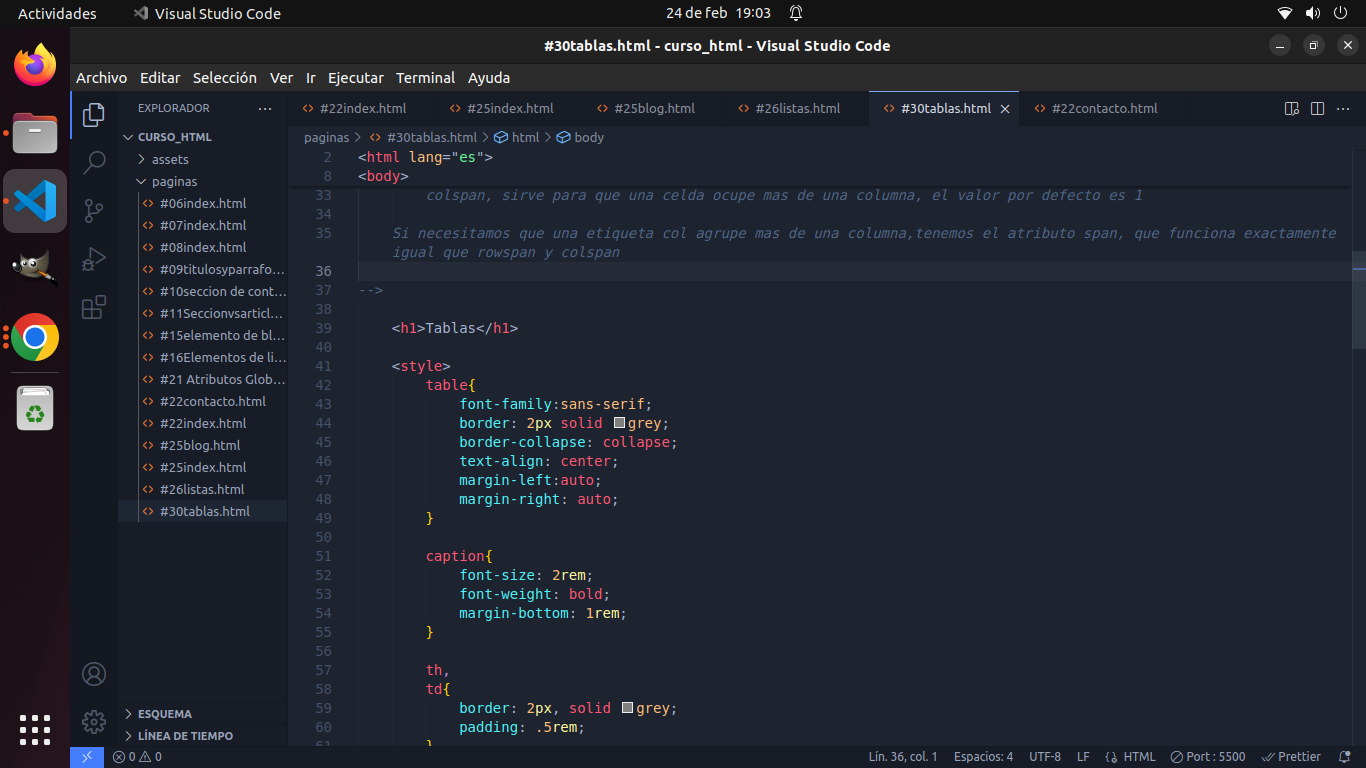 Actividades
Visual Studio Code
24 de feb 19:03
#30tablas.html - curso_html - Visual Studio Code
Archivo Editar Selección Ver Ir Ejecutar Terminal Ayuda
EXPLORADOR
CURSO_HTML
assets
paginas
#06index.html
#07index.html
#08index.html
#09titulosyparrafo...
#10seccion de cont...
#11Seccionvsarticl...
#15elemento de bl...
#16Elementos de li...
#21 Atributos Glob...
#22contacto.html
#22index.html
#25blog.html
#25index.html
#26listas.html
#30tablas.html
ESQUEMA
LÍNEA DE TIEMPO
#22index.html #25index.html #25blog.html #26listas.html #30tablas.html #22contacto.html
paginas > #30tablas.html > html > body
2 <html lang="es">
8 <body>
33 colspan, sirve para que una celda ocupe mas de una columna, el valor por defecto es 1
34
35 Si necesitamos que una etiqueta col agrupe mas de una columna,tenemos el atributo span, que funciona exactamente
igual que rowspan y colspan
36
37 -->
38
39 <h1>Tablas</h1>
40
41 <style>
42 table{
43 font-family:sans-serif;
44 border: 2px solid grey;
45 border-collapse: collapse;
46 text-align: center;
47 margin-left:auto;
48 margin-right: auto;
49 }
50
51 caption{
52 font-size: 2rem;
53 font-weight: bold;
54 margin-bottom: 1rem;
55 }
56
57 th,
58 td{
59 border: 2px, solid grey;
60 padding: .5rem;
61 }
0 0
Lín. 36, col. 1 Espacios: 4 UTF-8 LF HTML Port : 5500 Prettier